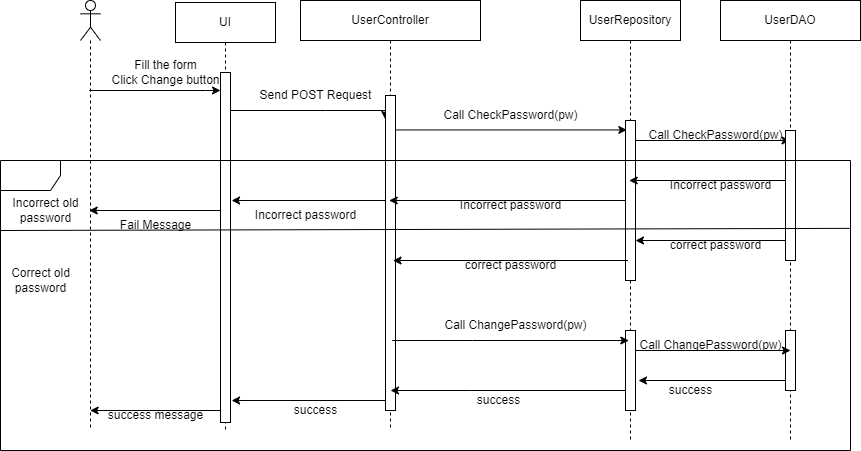 UI
UserController
UserRepository
UserDAO
Fill the form
Click Change button
Send POST Request
Call CheckPassword(pw)
Call CheckPassword(pw)
Incorrect old
password
Incorrect password
Incorrect password
Incorrect password
Fail Message
correct password
correct password
Correct old
password
Call ChangePassword(pw)
Call ChangePassword(pw)
success
success
success
success message